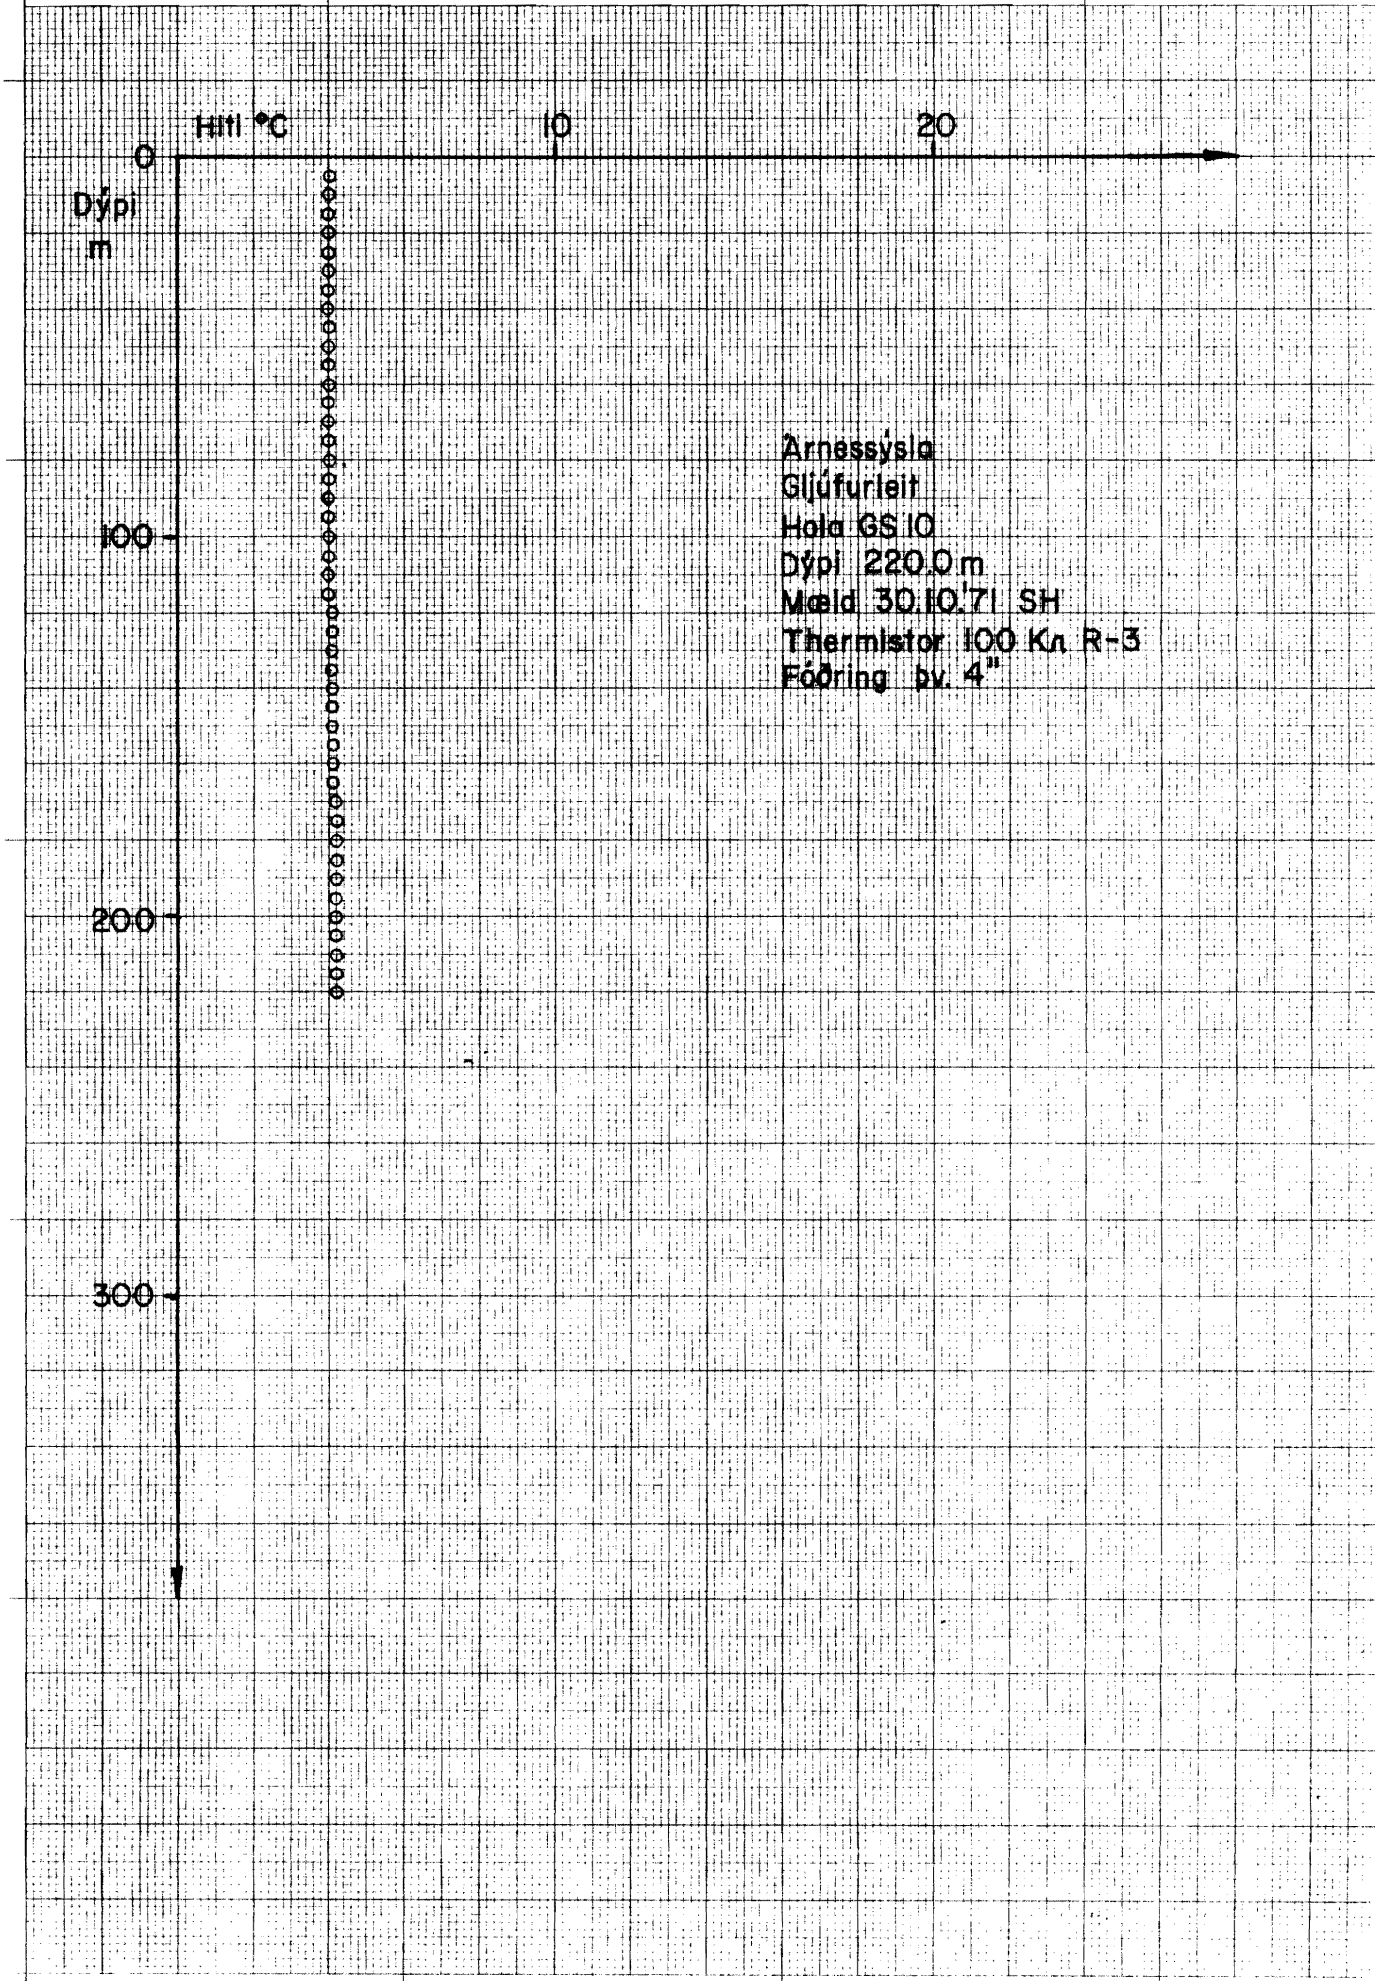 Hiti °C 10 20
0
Dýpi
m
100
200
300
Árnessýsla
Gljúfurleit
Hola GS 10
Dýpi 220.0 m
Mæld 30.10.'71 SH
Thermistor 100 KΩ R-3
Fóðring þv. 4"